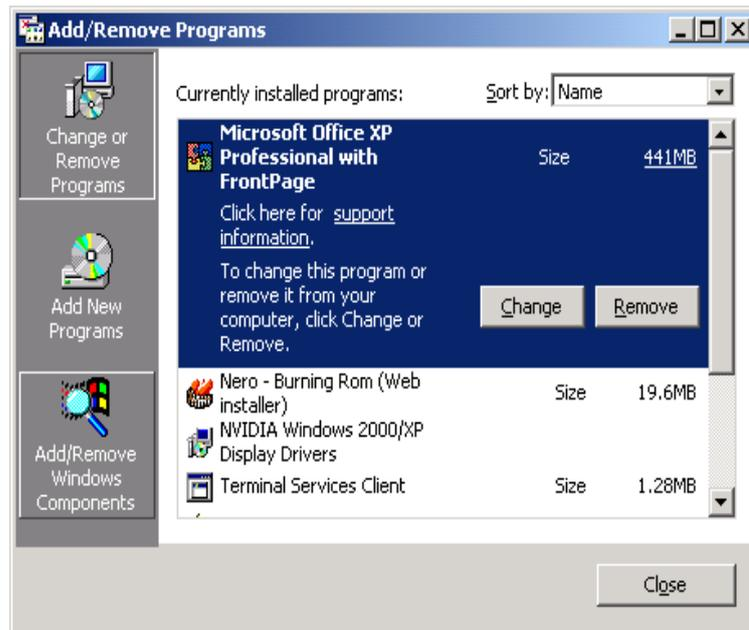 Add/Remove Programs
Change or
Remove
Programs
Add New
Programs
Add/Remove
Windows
Components
Currently installed programs:
Sort by: Name
Microsoft Office XP
Professional with
FrontPage
Size 441MB
Click here for support
information.
To change this program or
remove it from your
computer, click Change or
Remove.
Change Remove
Nero - Burning Rom (Web
installer)
Size 19.6MB
NVIDIA Windows 2000/XP
Display Drivers
Terminal Services Client Size 1.28MB
Close